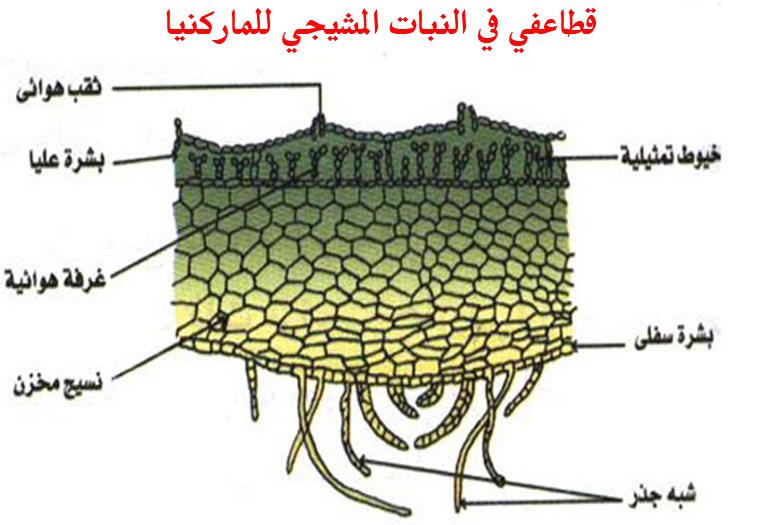 قطاعفي في النبات المشيجي للماركنيا
ثقب هوائى
بشرة عليا
خيوط تمثيلية
غرفة هوائية
بشرة سفلى
نسيج مخزن
شبه جذر